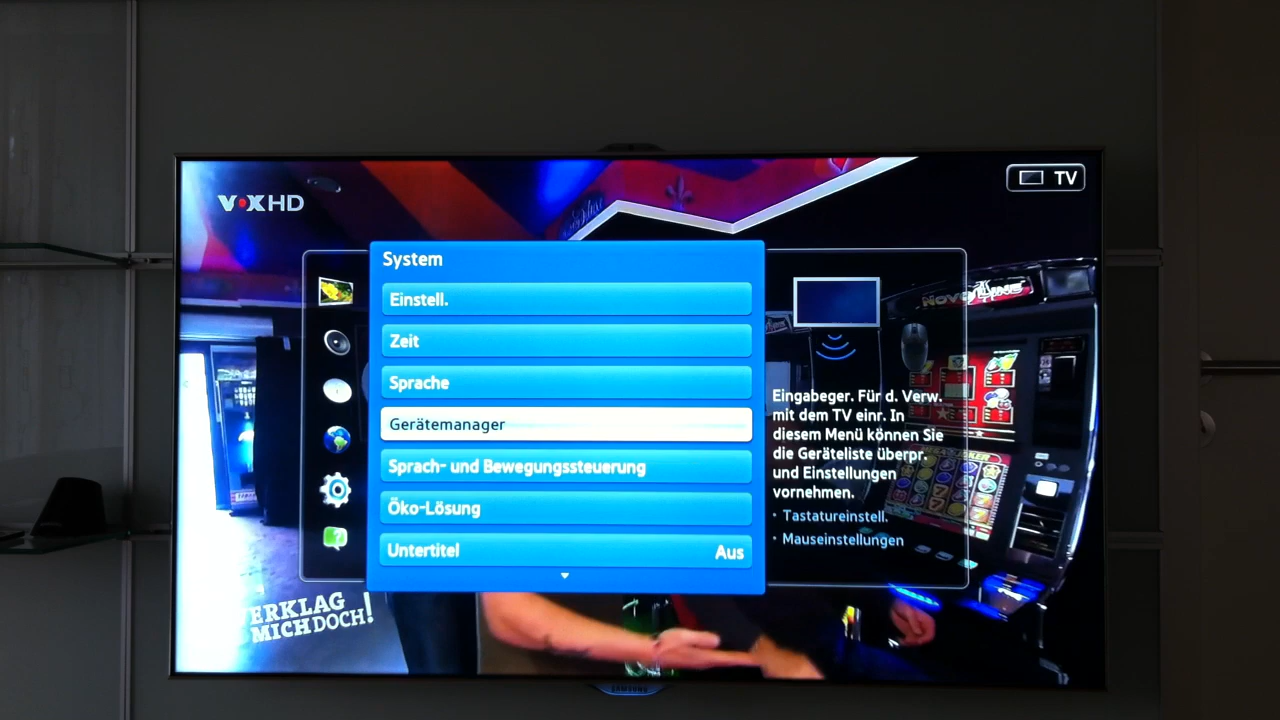 VOXHD
TV
System
Einstell.
Zeit
Sprache
Gerätemanager
Sprach- und Bewegungssteuerung
Öko-Lösung
Untertitel Aus
Eingabeger. Für d. Verw.
mit dem TV einr. In
diesem Menü können Sie
die Geräteliste überpr.
und Einstellungen
vornehmen.
· Tastatureinstell.
· Mauseinstellungen
VERKLAG
MICH DOCH!
SAMSUNG